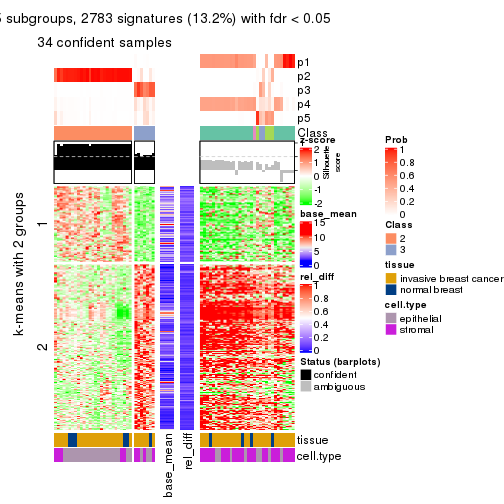 5 subgroups, 2783 signatures (13.2%) with fdr < 0.05
34 confident samples
p1
p2
p3
p4
p5
Class
1
Silhouette
score
k-means with 2 groups
1
2
z-score
2
1
0
-1
-2
base_mean
15
10
5
0
rel_diff
1
0.8
0.6
0.4
0.2
0
Status (barplots)
confident
ambiguous
Prob
1
0.8
0.6
0.4
0.2
0
Class
2
3
tissue
invasive breast cancer
normal breast
cell.type
epithelial
stromal
tissue
cell.type
base_mean
rel_diff